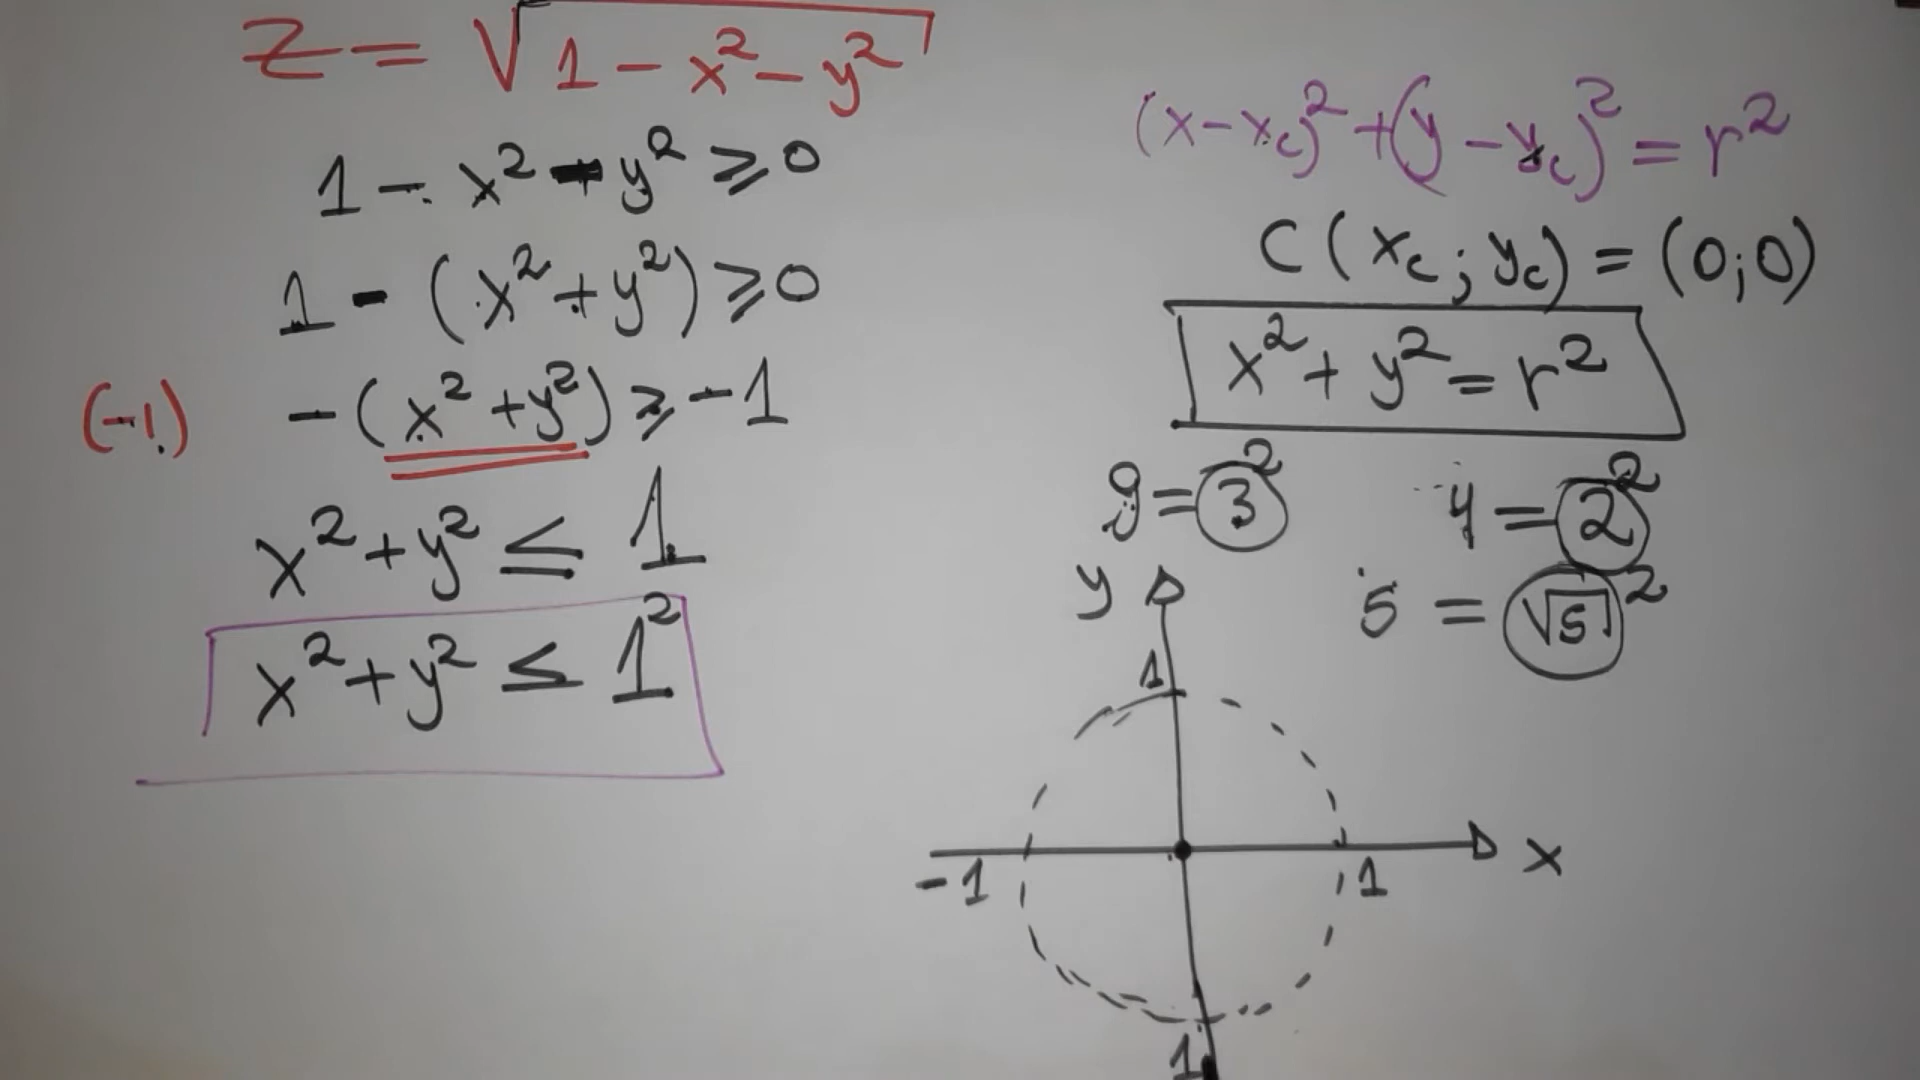 z = √1 - x² - y²
1 - x² - y² ⩾ 0
1 - (x² + y²) ⩾ 0
(-1) -(x² + y²) ⩾ -1
x² + y² ≤ 1
x² + y² ≤ 1²
(x - xc)² + (y - yc)² = r²
C(xc; yc) = (0;0)
x² + y² = r²
9 = 3² 4 = 2²
5 = √5²
y
1
-1 1 x
1